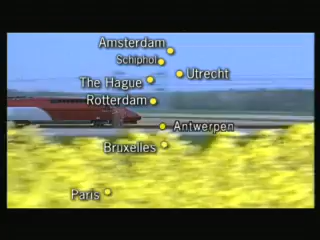 Amsterdam
Schiphol
Utrecht
The Hague
Rotterdam
Antwerpen
Bruxelles
Paris